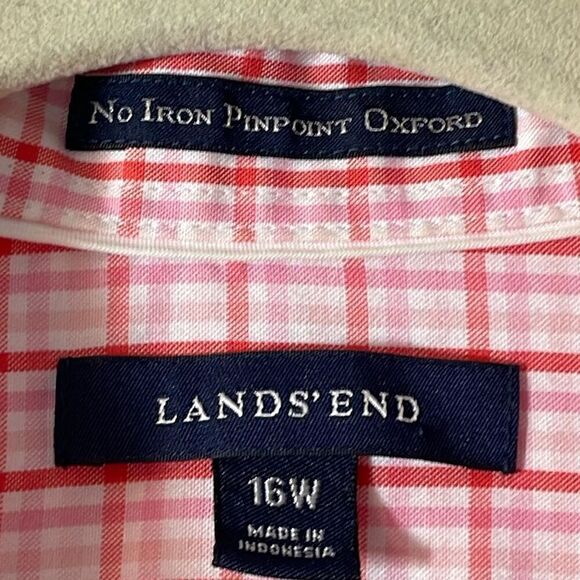 No Iron Pinpoint Oxford
LANDS' END
16W
MADE IN
INDONESIA